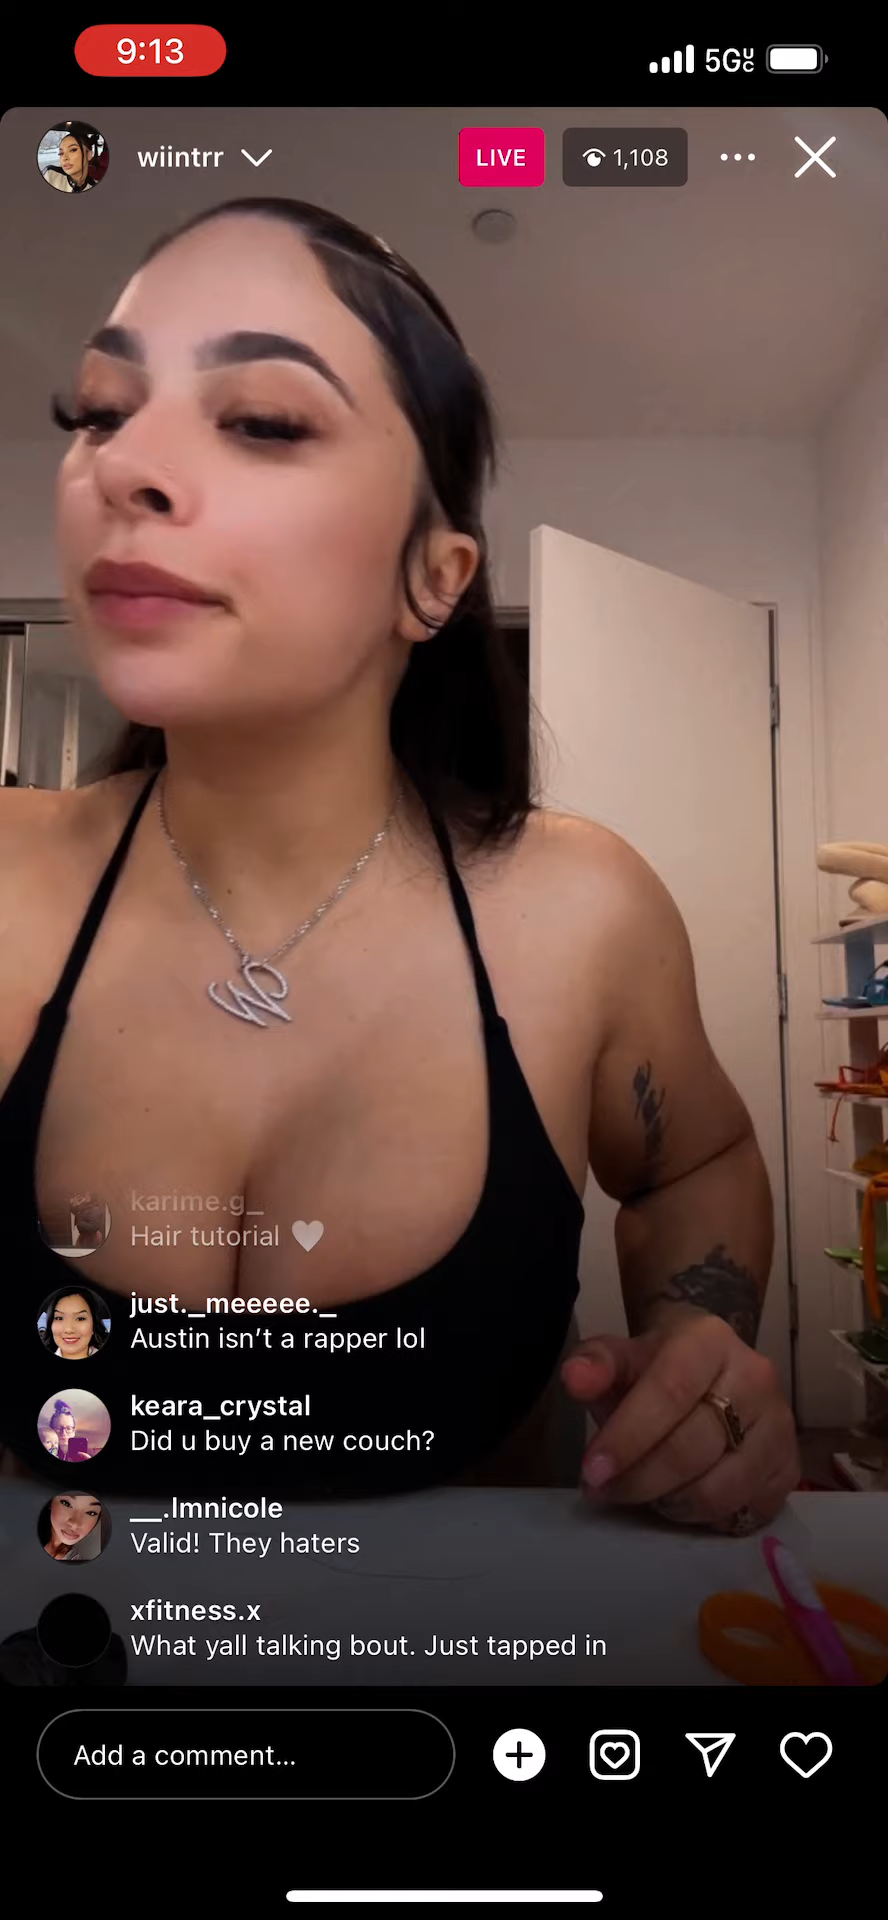 9:13
5G UC
wiintrr
LIVE
1,108
karime.g_
Hair tutorial 🤍
just._meeeee._
Austin isn't a rapper lol
keara_crystal
Did u buy a new couch?
__.lmnicole
Valid! They haters
xfitness.x
What yall talking bout. Just tapped in
Add a comment...